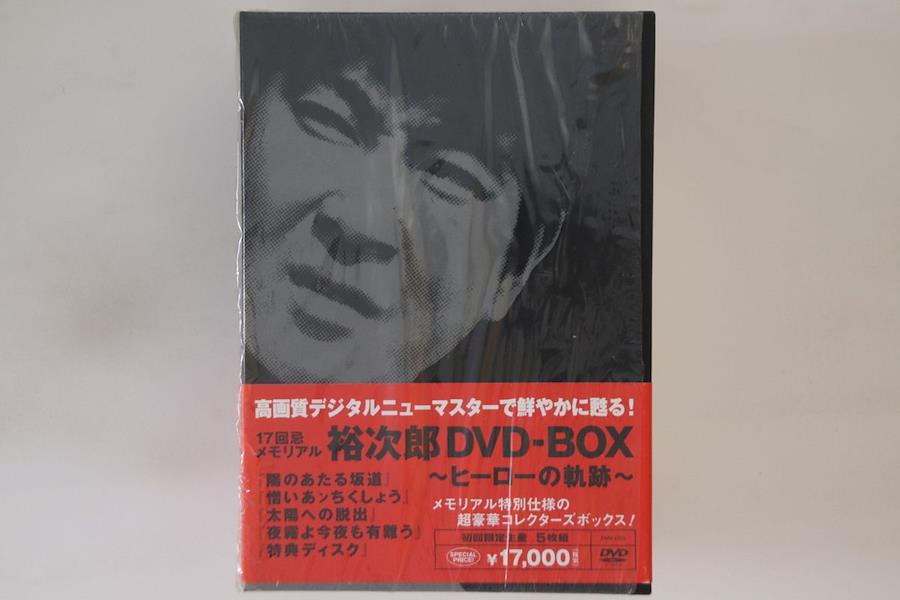 高画質デジタルニューマスターで鮮やかに甦る!
17回忌
メモリアル
裕次郎DVD-BOX
～ヒーローの軌跡～
『陽のあたる坂道』
『憎いあンちくしょう』
『太陽への脱出』
『夜霧よ今夜も有難う』
『特典ディスク』
メモリアル特別仕様の
超豪華コレクターズボックス!
初回限定生産 5枚組
SPECIAL
PRICE!
¥17,000
DVD